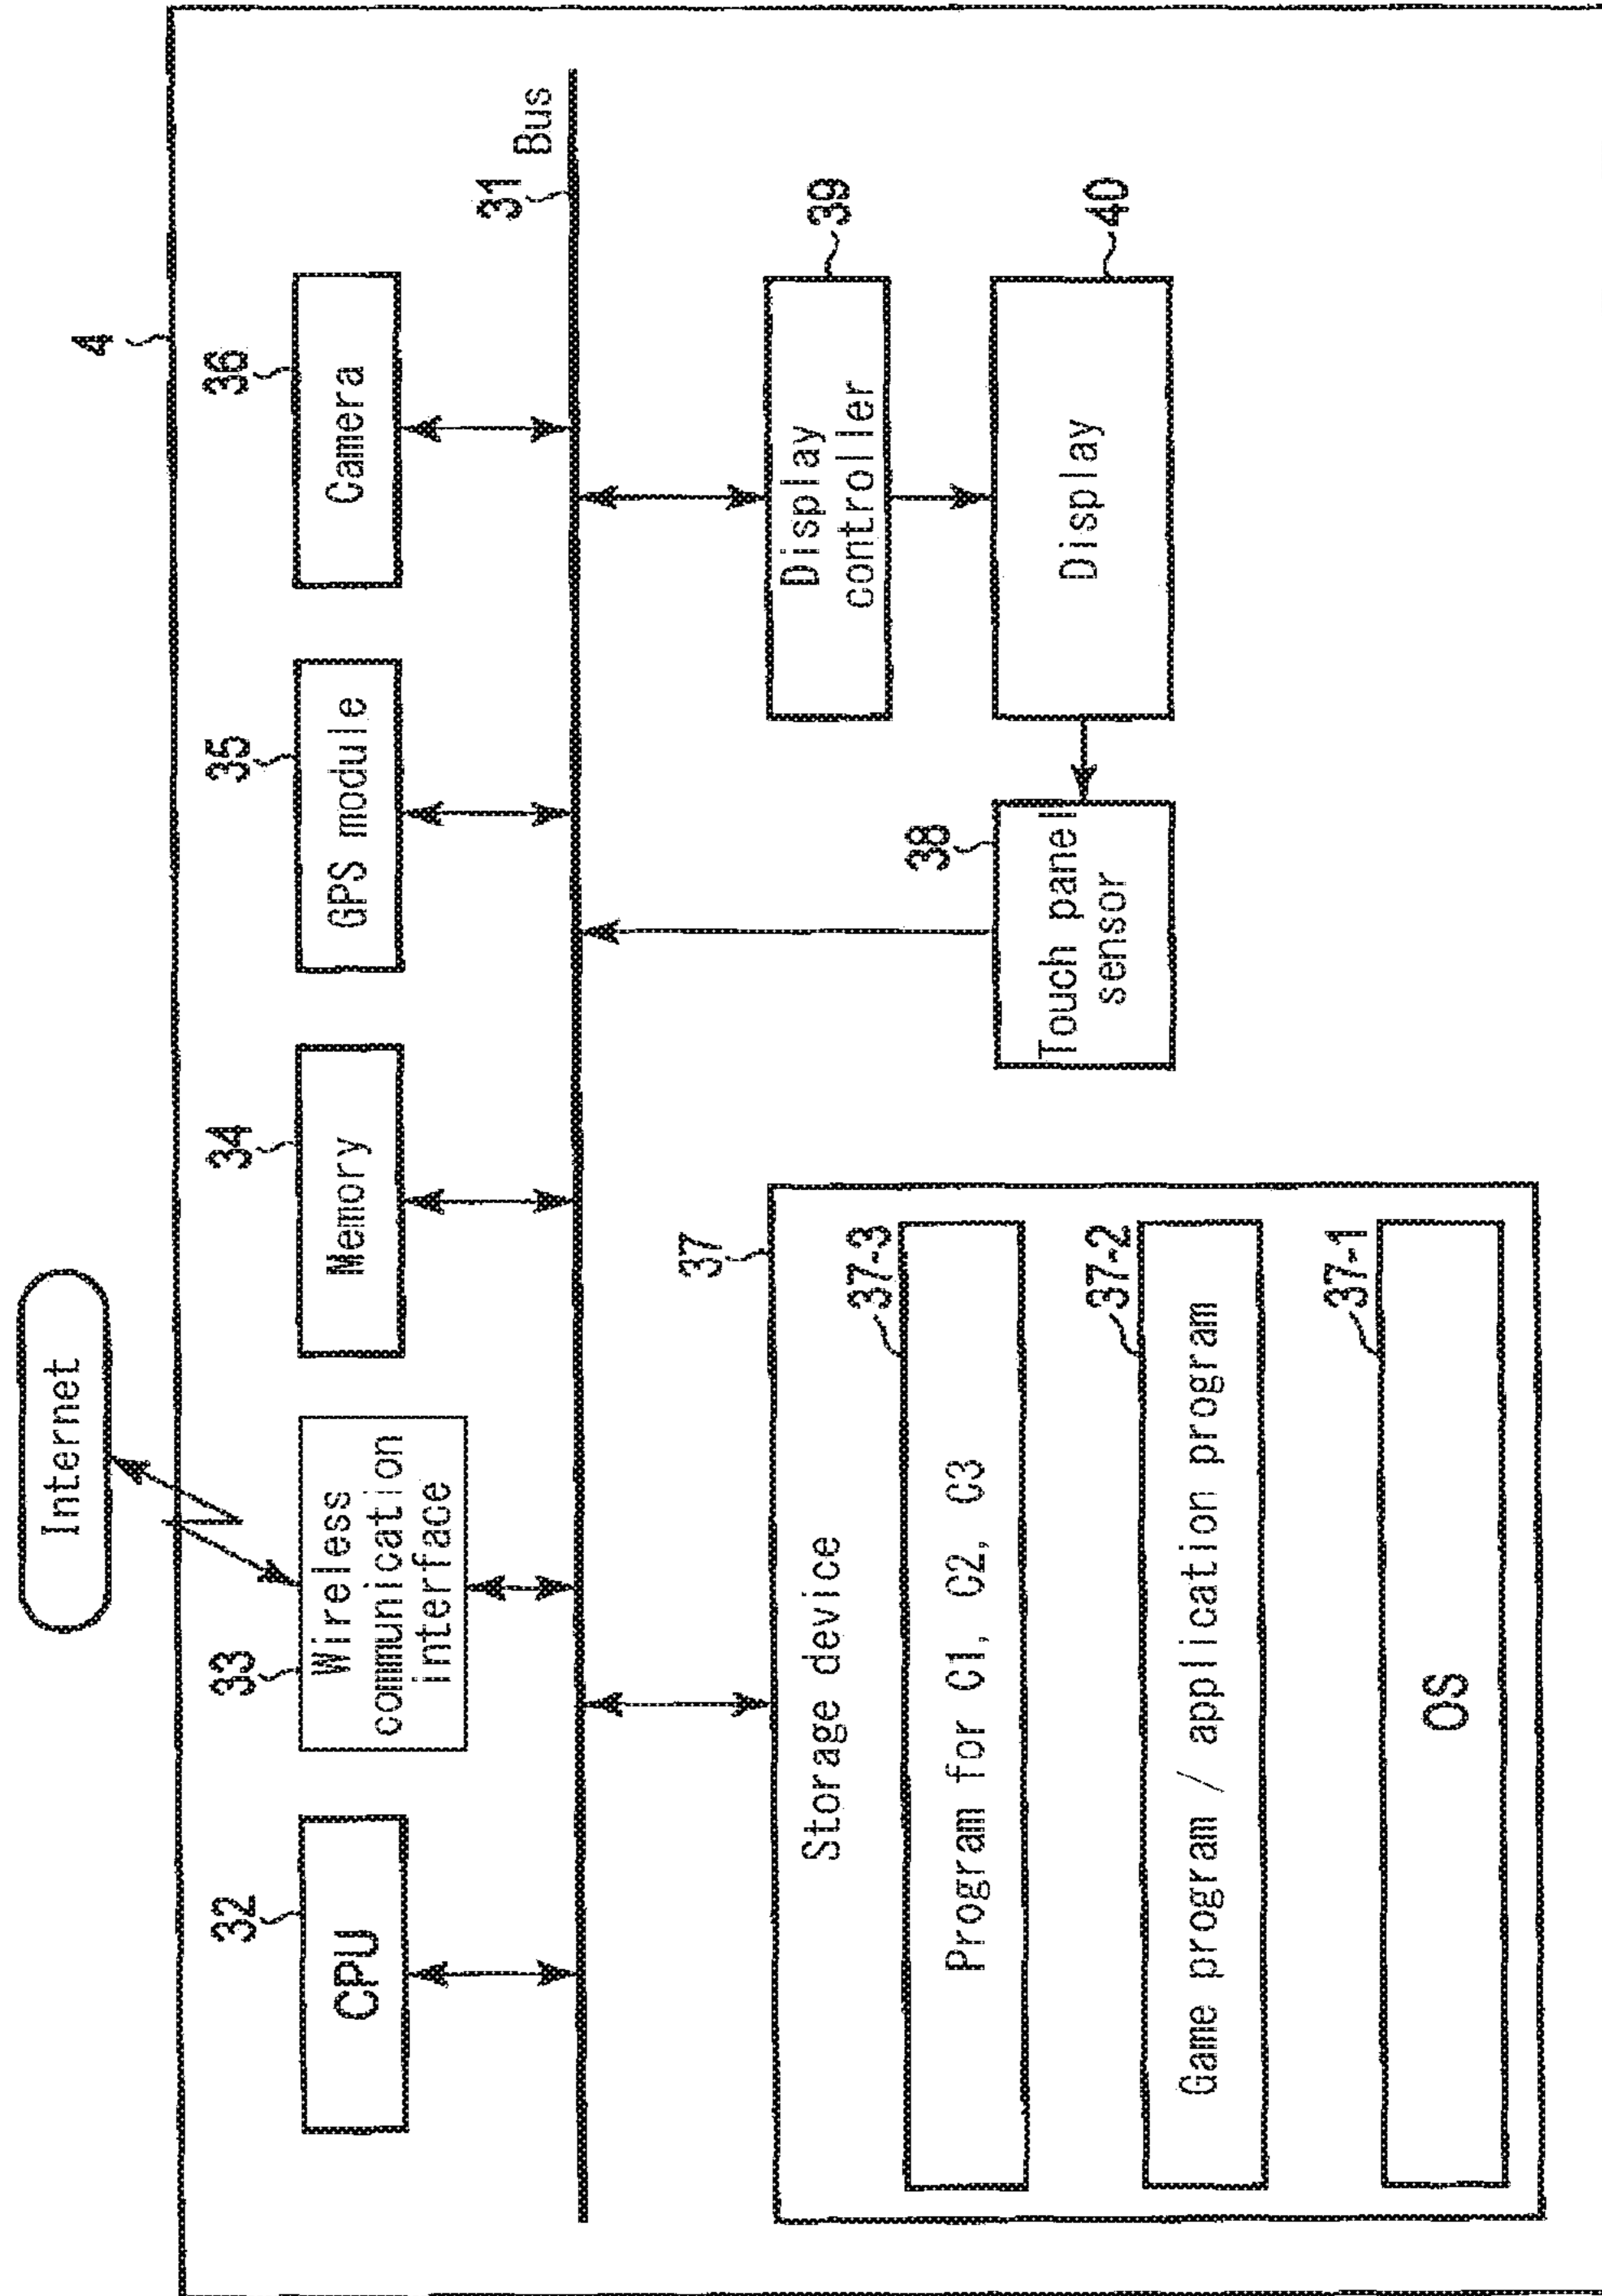 Internet
4
32
33
34
35
36
CPU
Wireless
communication
interface
Memory
GPS module
Camera
31
Bus
37
Storage device
37-3
Program for C1, C2, C3
37-2
Game program / application program
37-1
OS
39
Display
controller
38
Touch panel
sensor
40
Display